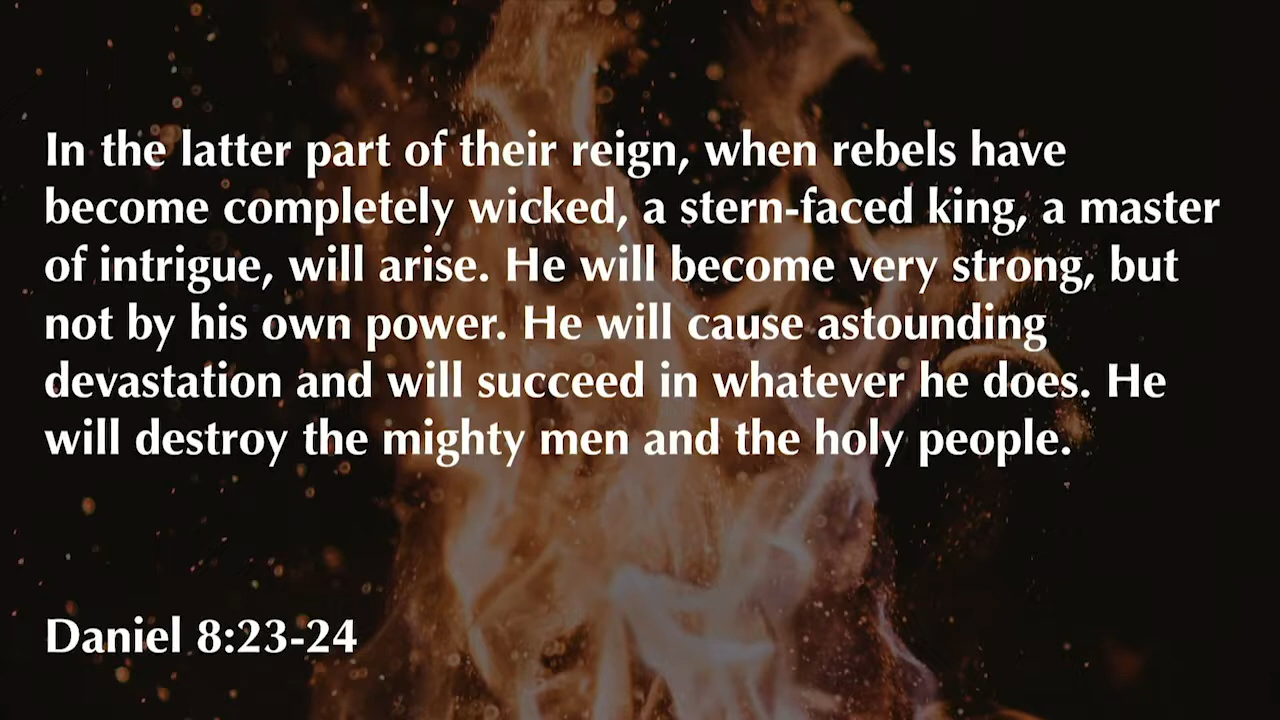 In the latter part of their reign, when rebels have
become completely wicked, a stern-faced king, a master
of intrigue, will arise. He will become very strong, but
not by his own power. He will cause astounding
devastation and will succeed in whatever he does. He
will destroy the mighty men and the holy people.
Daniel 8:23-24